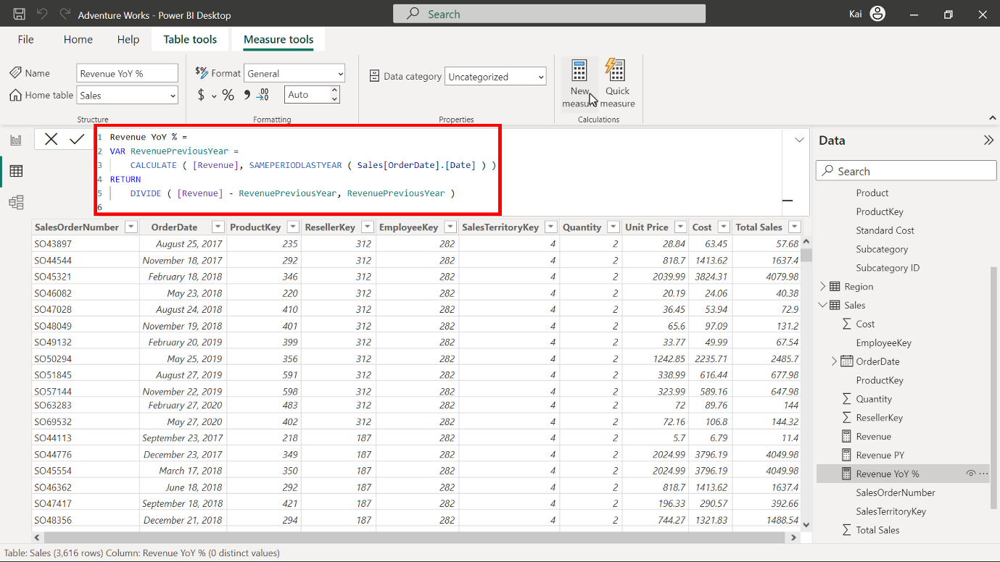 Adventure Works - Power BI Desktop
Search
Kai
File Home Help Table tools Measure tools
Name Revenue YoY %
Home table Sales
Structure
$% Format General
$ % , .00 Auto
Formatting
Data category Uncategorized
Properties
New measure
Quick measure
Calculations
1 Revenue YoY % =
2 VAR RevenuePreviousYear =
3 CALCULATE ( [Revenue], SAMEPERIODLASTYEAR ( Sales[OrderDate].[Date] ) )
4 RETURN
5 DIVIDE ( [Revenue] - RevenuePreviousYear, RevenuePreviousYear )
6
SalesOrderNumber OrderDate ProductKey ResellerKey EmployeeKey SalesTerritoryKey Quantity Unit Price Cost Total Sales
SO43897 August 25, 2017 235 312 282 4 2 28.84 63.45 57.68
SO44544 November 18, 2017 292 312 282 4 2 818.7 1413.62 1637.4
SO45321 February 18, 2018 346 312 282 4 2 2039.99 3824.31 4079.98
SO46082 May 23, 2018 220 312 282 4 2 20.19 24.06 40.38
SO47028 August 24, 2018 410 312 282 4 2 36.45 53.94 72.9
SO48049 November 19, 2018 401 312 282 4 2 65.6 97.09 131.2
SO49132 February 20, 2019 399 312 282 4 2 33.77 49.99 67.54
SO50294 May 25, 2019 356 312 282 4 2 1242.85 2235.71 2485.7
SO51845 August 27, 2019 591 312 282 4 2 338.99 616.44 677.98
SO57144 November 22, 2019 598 312 282 4 2 323.99 589.16 647.98
SO63283 February 27, 2020 483 312 282 4 2 72 89.76 144
SO69532 May 27, 2020 402 312 282 4 2 72.16 106.8 144.32
SO44113 September 23, 2017 218 187 282 4 2 5.7 6.79 11.4
SO44776 December 23, 2017 349 187 282 4 2 2024.99 3796.19 4049.98
SO45554 March 17, 2018 350 187 282 4 2 2024.99 3796.19 4049.98
SO46362 June 18, 2018 292 187 282 4 2 818.7 1413.62 1637.4
SO47417 September 18, 2018 421 187 282 4 2 196.33 290.57 392.66
SO48356 December 21, 2018 294 187 282 4 2 744.27 1321.83 1488.54
Data
Search
Product
ProductKey
Standard Cost
Subcategory
Subcategory ID
Region
Sales
Cost
EmployeeKey
OrderDate
ProductKey
Quantity
ResellerKey
Revenue
Revenue PY
Revenue YoY %
SalesOrderNumber
SalesTerritoryKey
Total Sales
Table: Sales (3,616 rows) Column: Revenue YoY % (0 distinct values)